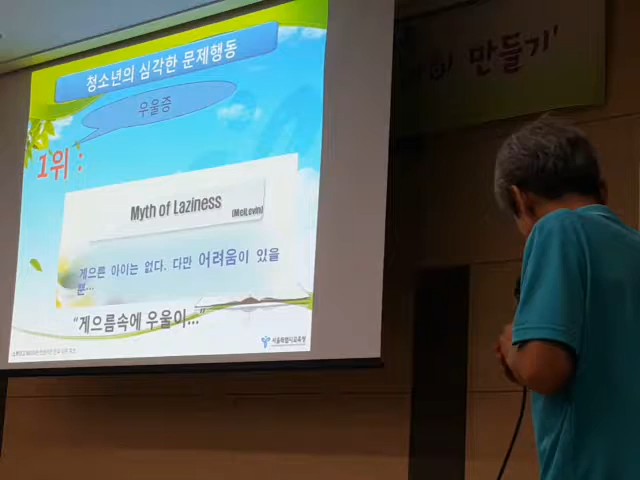 만들기'
청소년의 심각한 문제행동
우울증
1위 :
Myth of Laziness
(MelLevin)
게으른 아이는 없다. 다만 어려움이 있을
뿐...
"게으름속에 우울이..."
서울특별시교육청